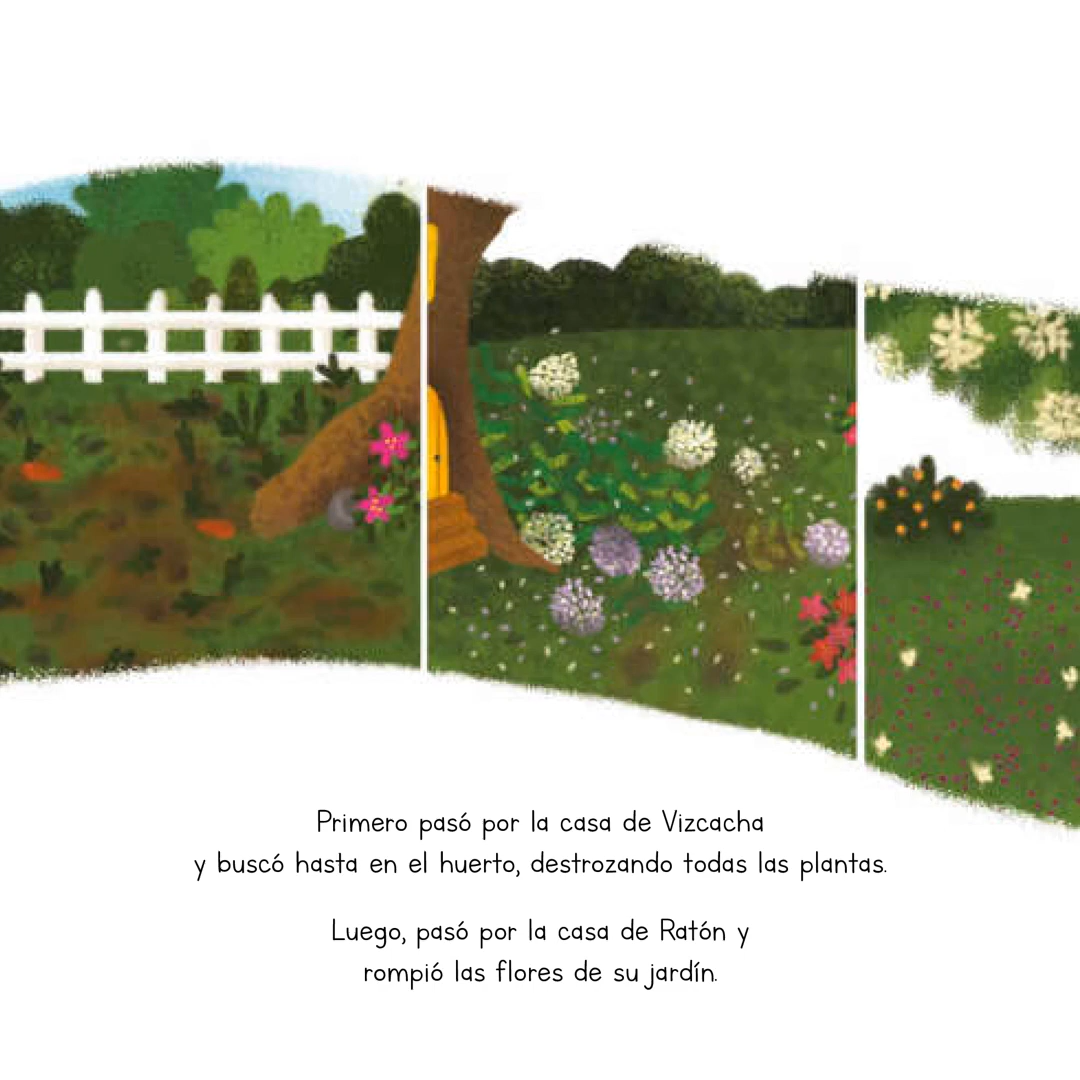 Primero pasó por la casa de Vizcacha
y buscó hasta en el huerto, destrozando todas las plantas.
Luego, pasó por la casa de Ratón y
rompió las flores de su jardín.